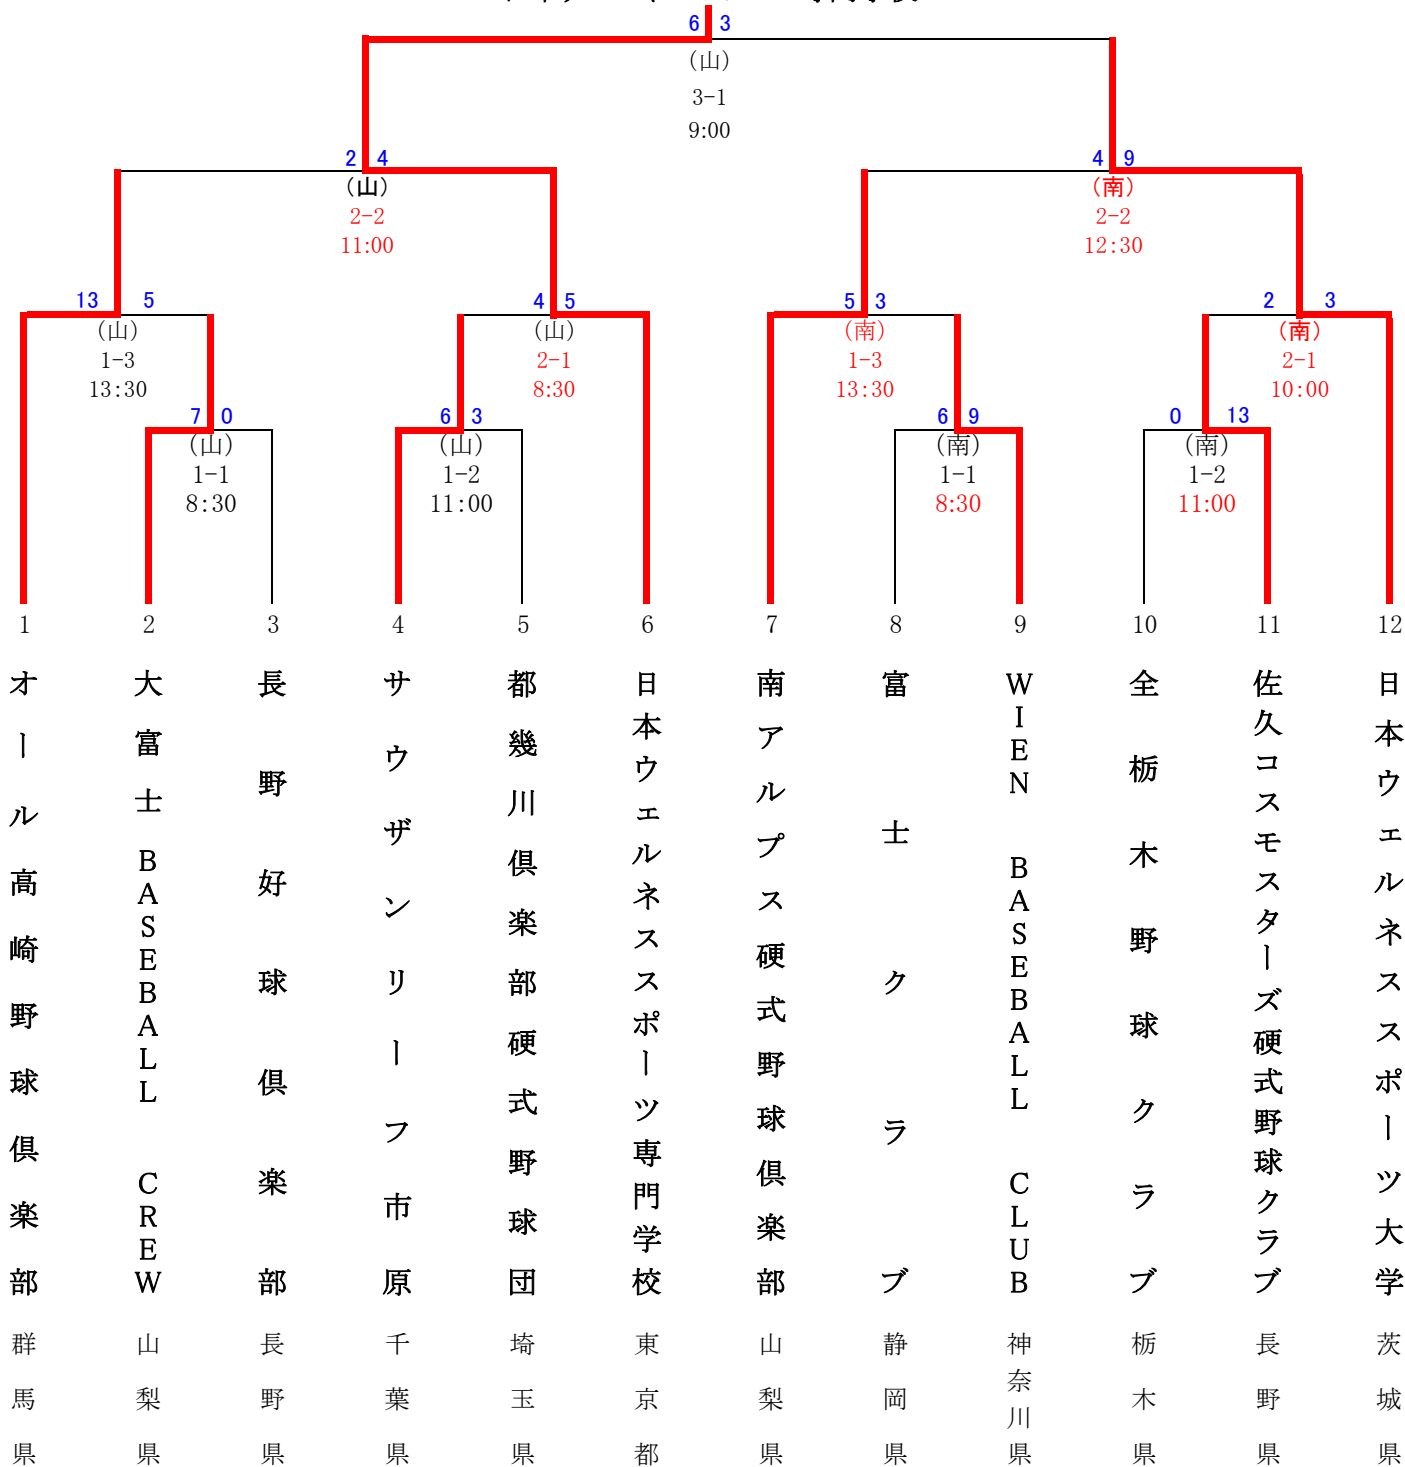 6 3
(山)
3-1
9:00
2 4
(山)
2-2
11:00
4 9
(南)
2-2
12:30
13 5
(山)
1-3
13:30
4 5
(山)
2-1
8:30
5 3
(南)
1-3
13:30
2 3
(南)
2-1
10:00
7 0
(山)
1-1
8:30
6 3
(山)
1-2
11:00
6 9
(南)
1-1
8:30
0 13
(南)
1-2
11:00
1 2 3 4 5 6 7 8 9 10 11 12
オール高崎野球倶楽部
大富士BASEBALL CREW
長野好球倶楽部
サウザンリーフ市原
都幾川倶楽部硬式野球団
日本ウェルネススポーツ専門学校
南アルプス硬式野球倶楽部
富士クラブ
WIEN BASEBALL CLUB
全栃木野球クラブ
佐久コスモスターズ硬式野球クラブ
日本ウェルネススポーツ大学
群馬県
山梨県
長野県
千葉県
埼玉県
東京都
山梨県
静岡県
神奈川県
栃木県
長野県
茨城県